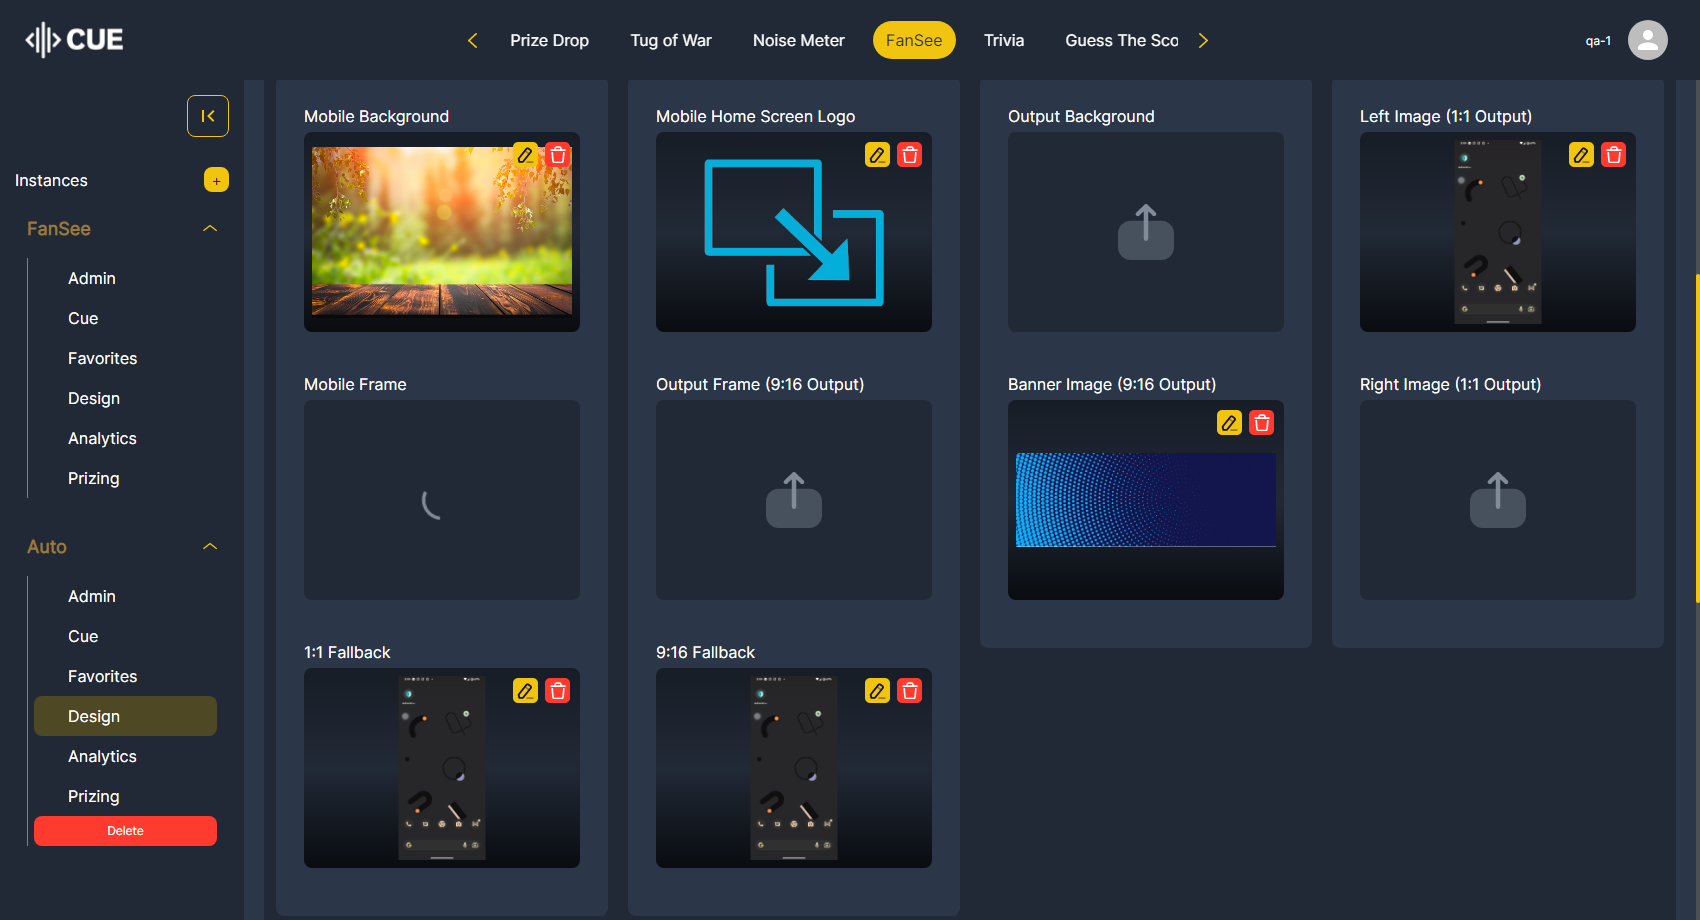 CUE
Prize Drop
Tug of War
Noise Meter
FanSee
Trivia
Guess The Sco
qa-1
Instances
+
FanSee
Admin
Cue
Favorites
Design
Analytics
Prizing
Auto
Admin
Cue
Favorites
Design
Analytics
Prizing
Delete
Mobile Background
Mobile Home Screen Logo
Output Background
Left Image (1:1 Output)
Mobile Frame
Output Frame (9:16 Output)
Banner Image (9:16 Output)
Right Image (1:1 Output)
1:1 Fallback
9:16 Fallback